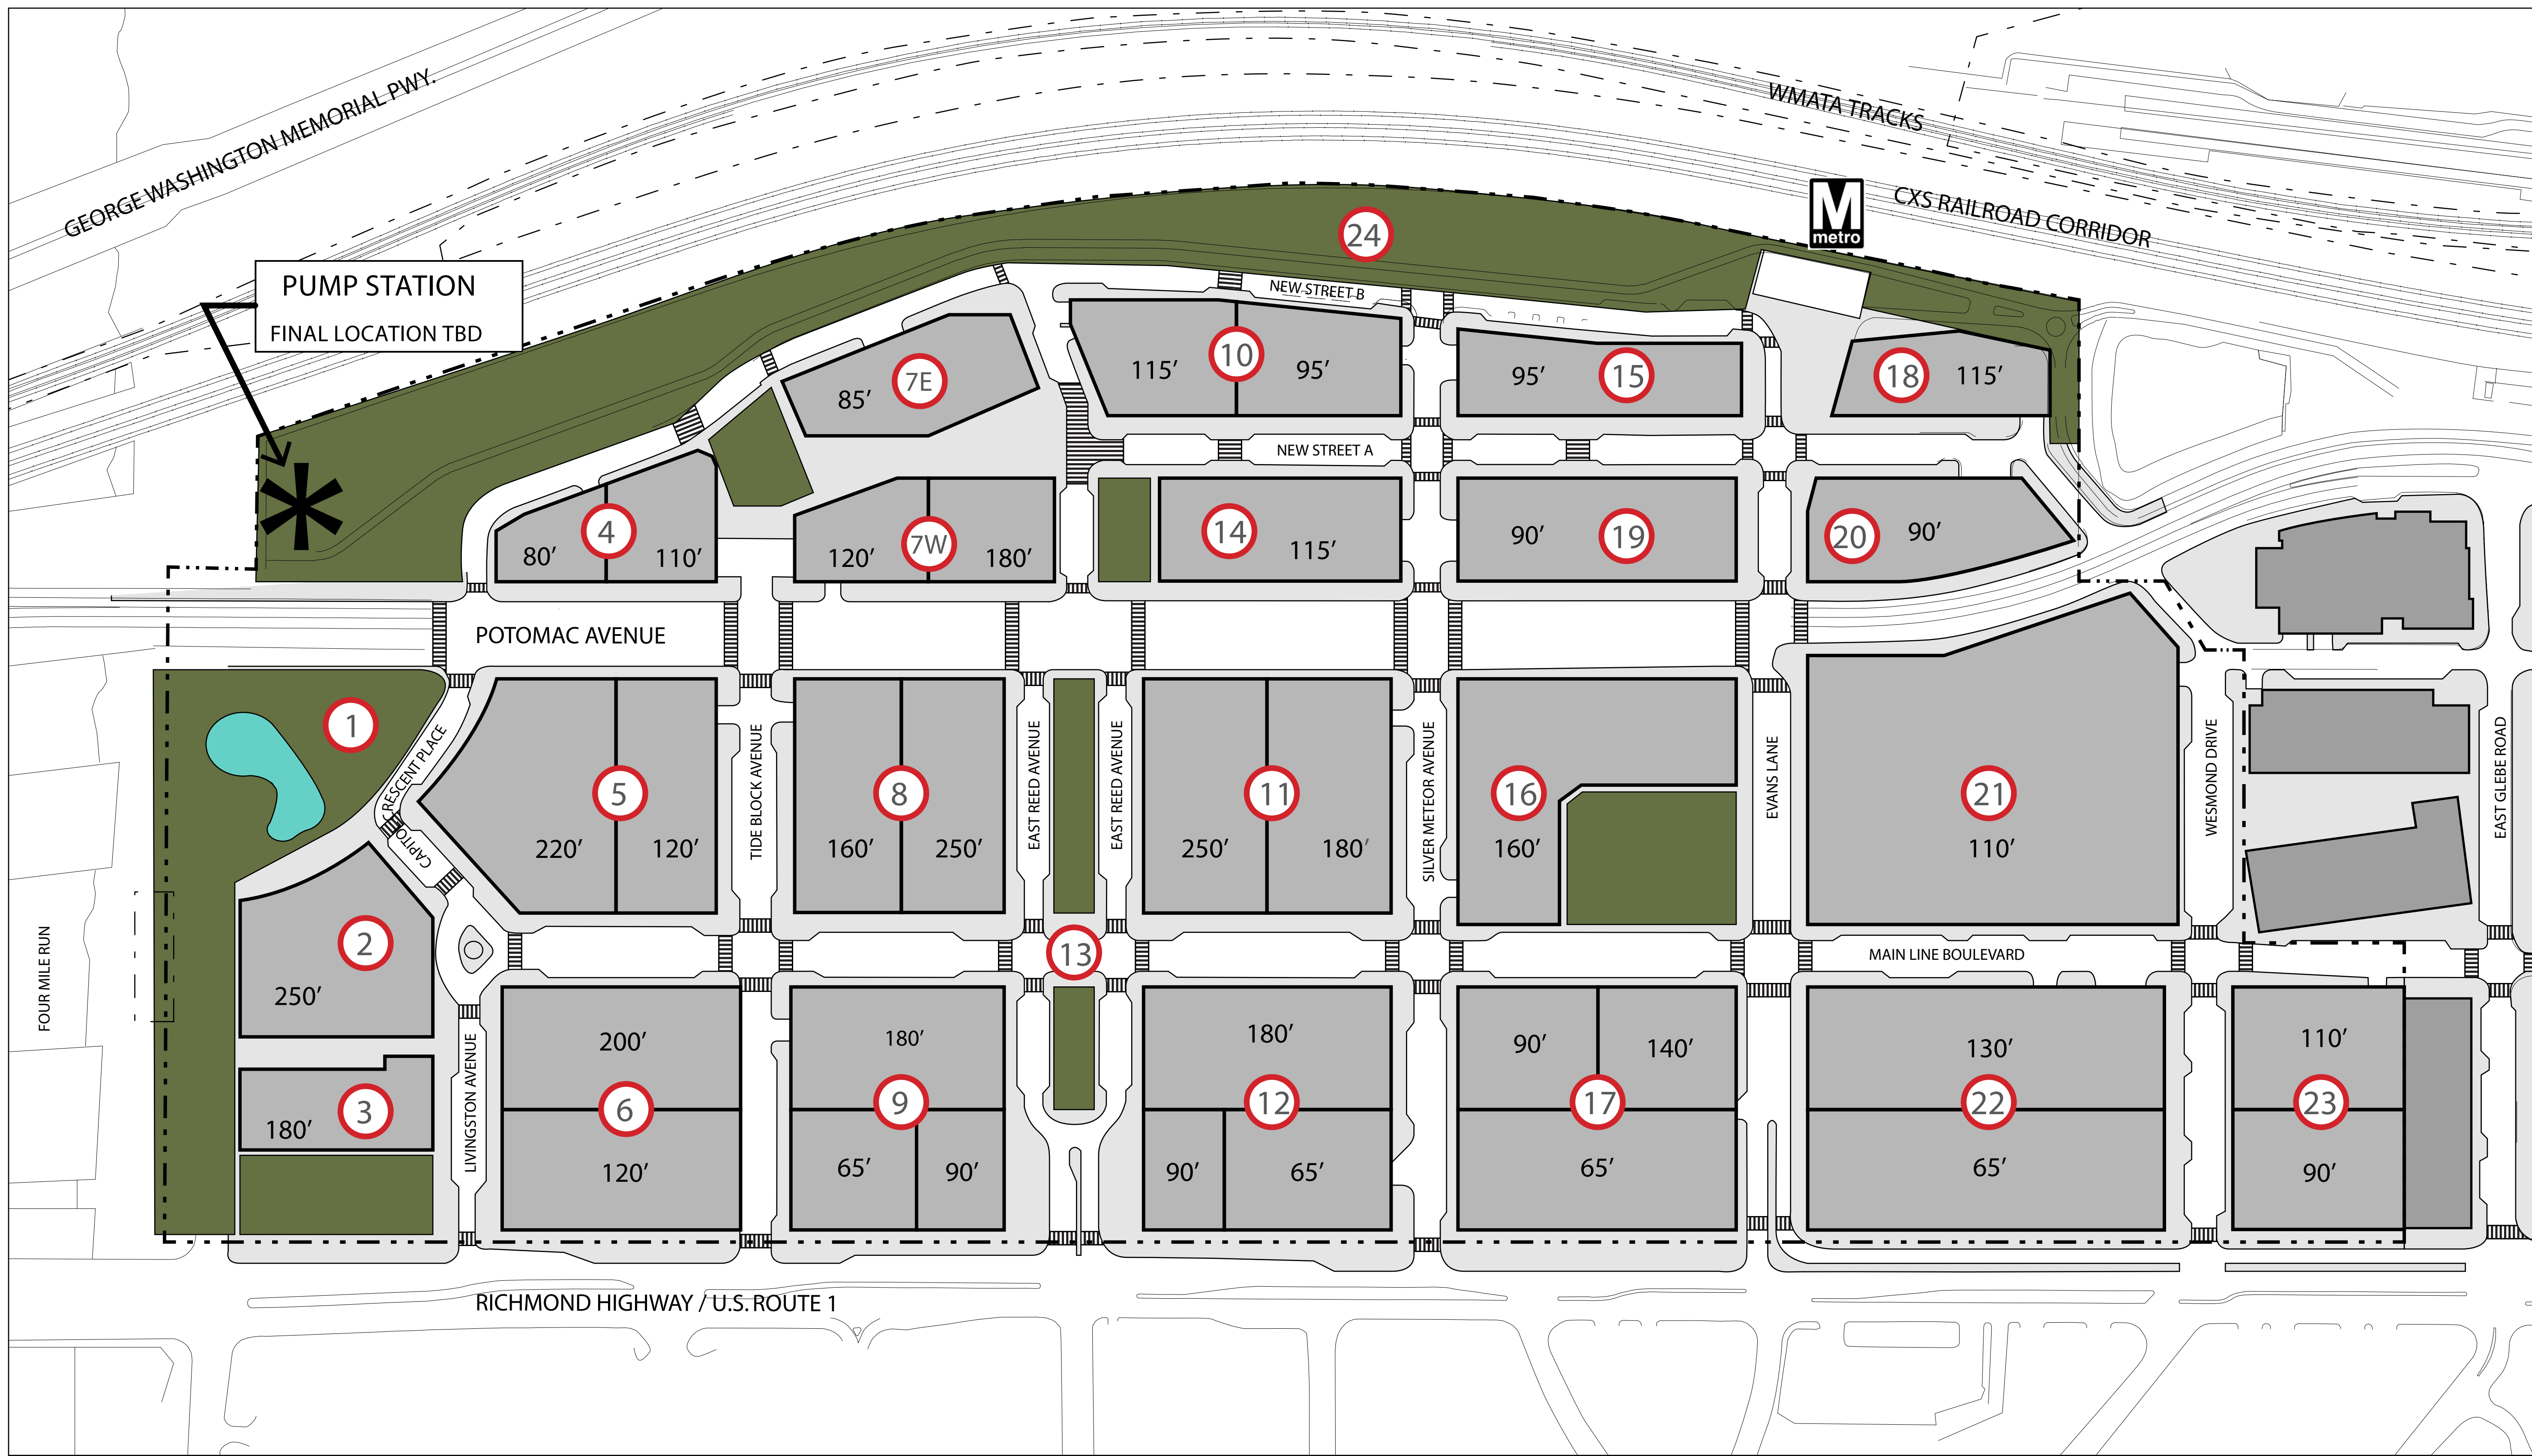 GEORGE WASHINGTON MEMORIAL PWY.
WMATA TRACKS
CXS RAILROAD CORRIDOR
M
metro
PUMP STATION
FINAL LOCATION TBD
24
NEW STREET B
7E
85’
10
115’
95’
95’
15
18
115’
NEW STREET A
4
80’
110’
7W
120’
180’
14
115’
90’
19
20
90’
POTOMAC AVENUE
1
CAPITOL CRESCENT PLACE
5
220’
120’
TIDE BLOCK AVENUE
8
160’
250’
EAST REED AVENUE
EAST REED AVENUE
11
250’
180’
SILVER METEOR AVENUE
16
160’
EVANS LANE
21
110’
WESMOND DRIVE
EAST GLEBE ROAD
FOUR MILE RUN
2
250’
13
MAIN LINE BOULEVARD
3
180’
LIVINGSTON AVENUE
200’
6
120’
180’
9
65’
90’
180’
12
90’
65’
90’
140’
17
65’
130’
22
65’
110’
23
90’
RICHMOND HIGHWAY / U.S. ROUTE 1